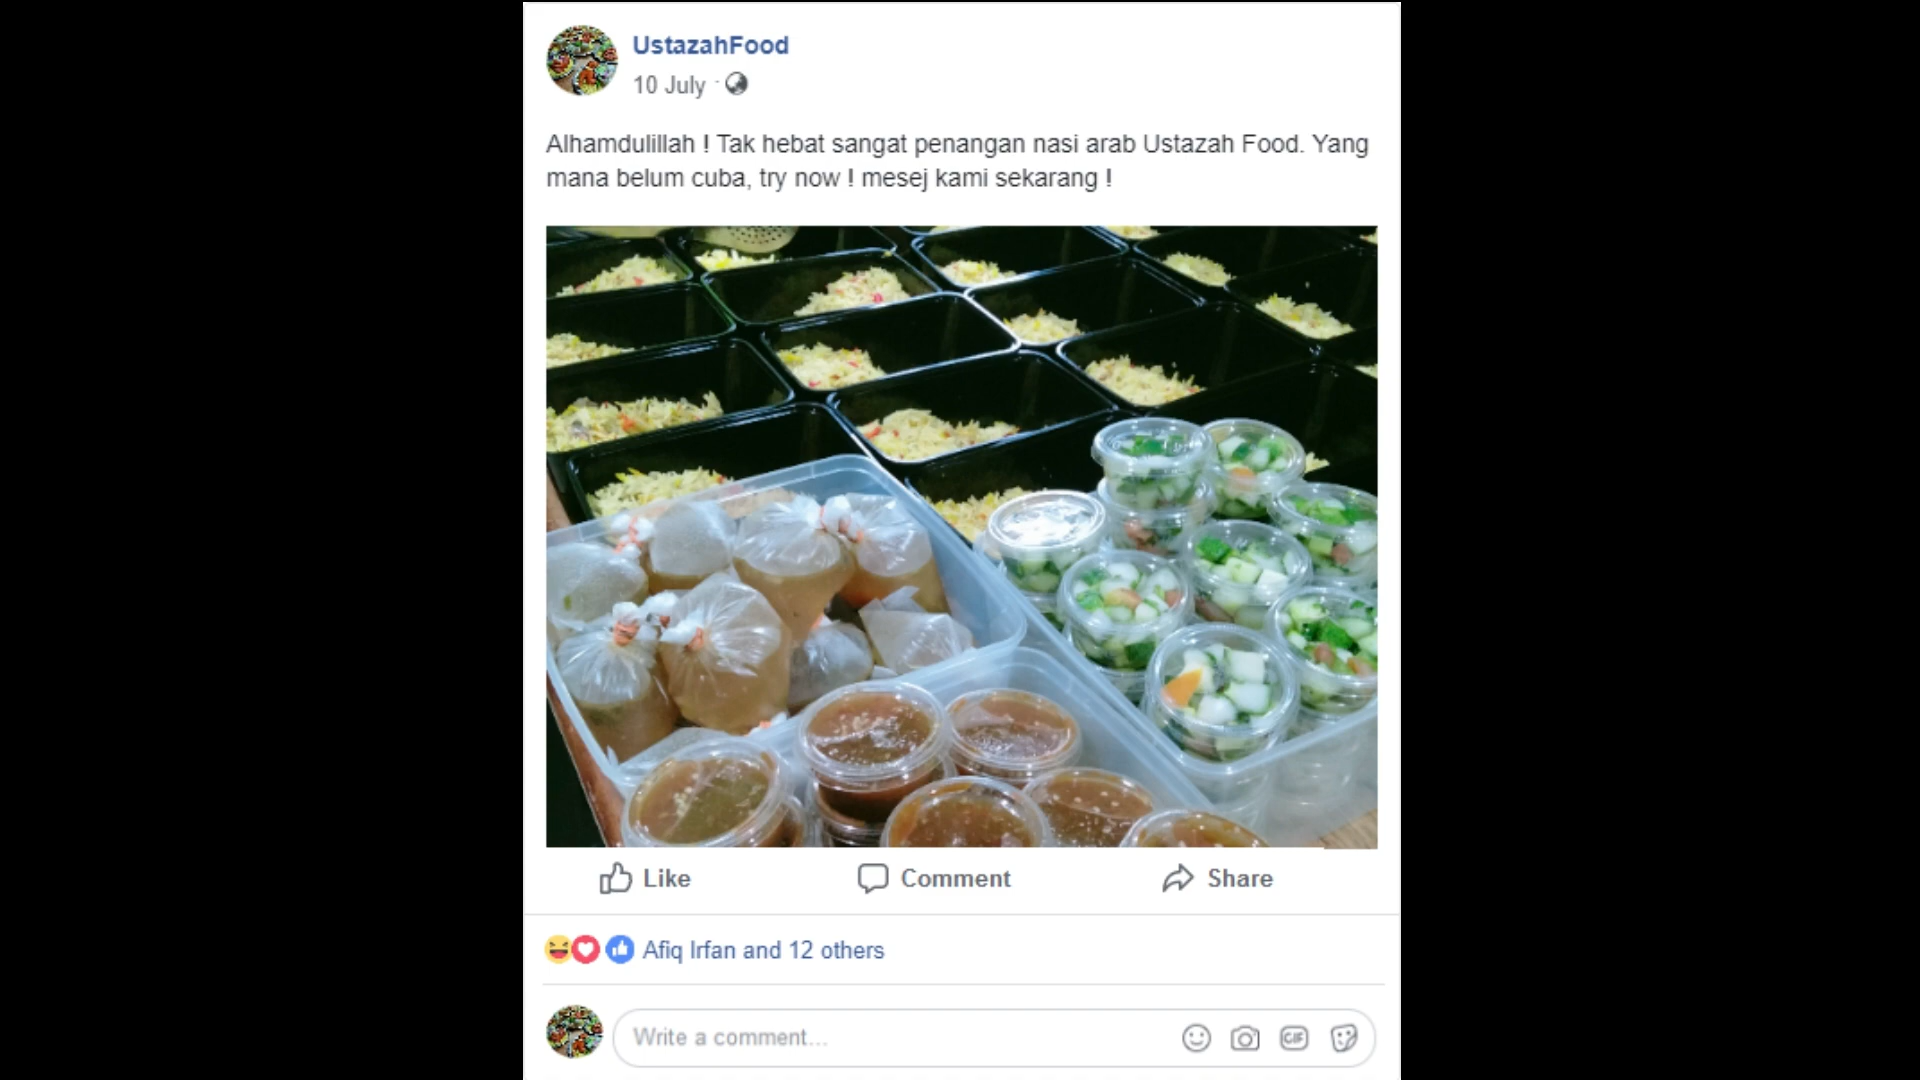 UstazahFood
10 July ·
Alhamdulillah ! Tak hebat sangat penangan nasi arab Ustazah Food. Yang
mana belum cuba, try now ! mesej kami sekarang !
Like Comment Share
Afiq Irfan and 12 others
Write a comment...
GIF